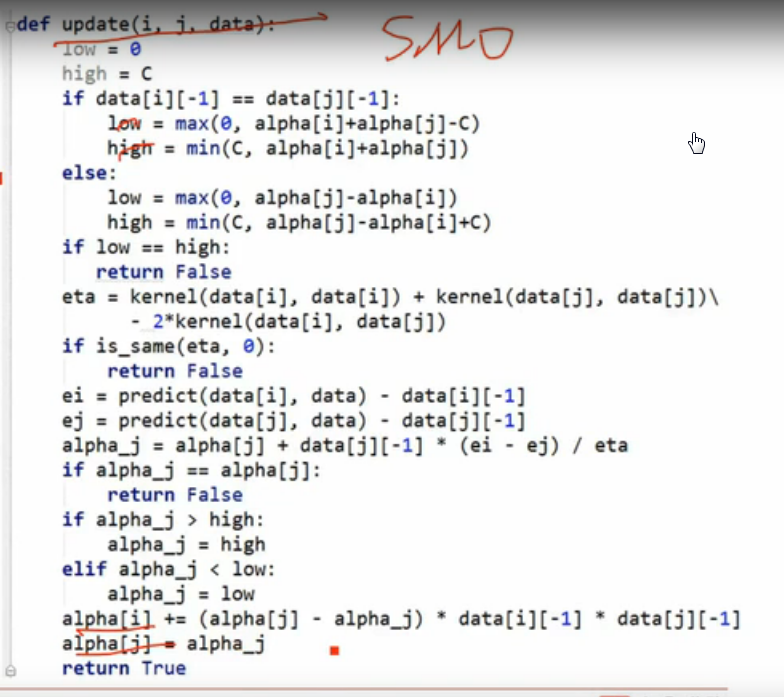 def update(i, j, data):
SMO
    low = 0
    high = C
    if data[i][-1] == data[j][-1]:
        low = max(0, alpha[i]+alpha[j]-C)
        high = min(C, alpha[i]+alpha[j])
    else:
        low = max(0, alpha[j]-alpha[i])
        high = min(C, alpha[j]-alpha[i]+C)
    if low == high:
       return False
    eta = kernel(data[i], data[i]) + kernel(data[j], data[j])\
          - 2*kernel(data[i], data[j])
    if is_same(eta, 0):
        return False
    ei = predict(data[i], data) - data[i][-1]
    ej = predict(data[j], data) - data[j][-1]
    alpha_j = alpha[j] + data[j][-1] * (ei - ej) / eta
    if alpha_j == alpha[j]:
        return False
    if alpha_j > high:
        alpha_j = high
    elif alpha_j < low:
        alpha_j = low
    alpha[i] += (alpha[j] - alpha_j) * data[i][-1] * data[j][-1]
    alpha[j] = alpha_j
    return True